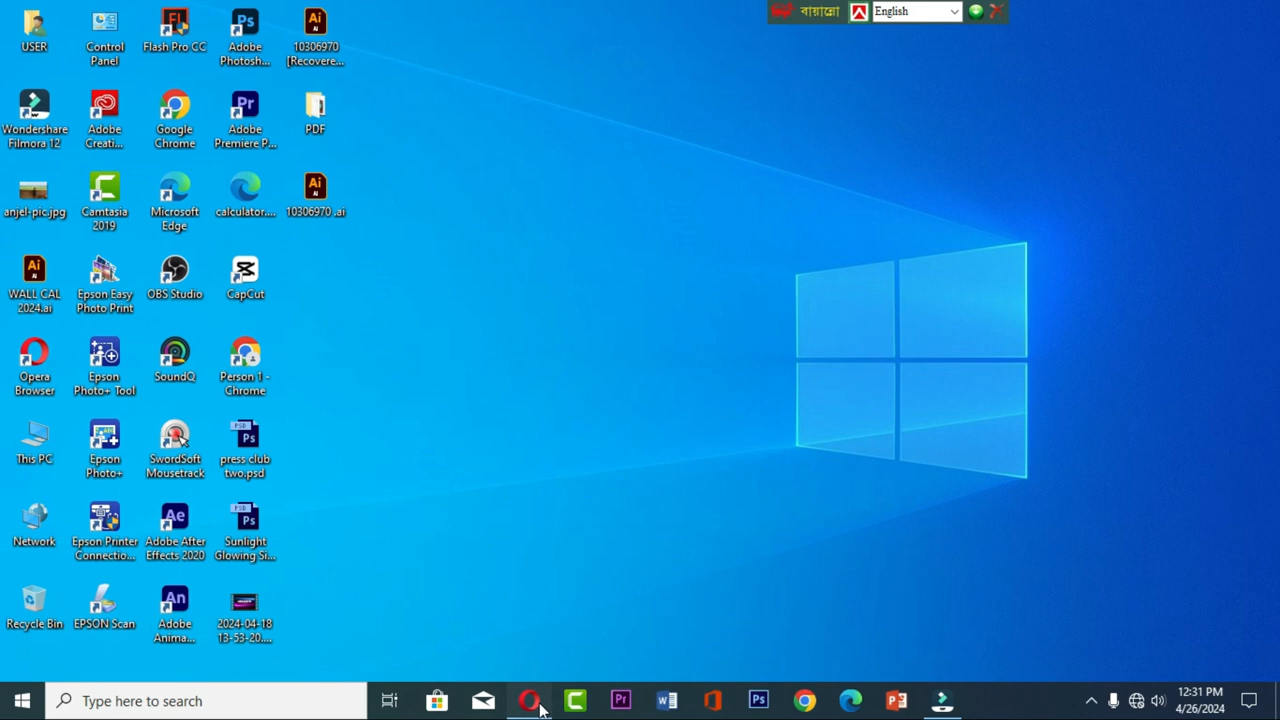 বায়ান্নো English
USER
Control
Panel
Flash Pro CC
Adobe
Photosh...
10306970
[Recovere...
Wondershare
Filmora 12
Adobe
Creati...
Google
Chrome
Adobe
Premiere P...
PDF
anjel-pic.jpg
Camtasia
2019
Microsoft
Edge
calculator....
10306970 .ai
WALL CAL
2024.ai
Epson Easy
Photo Print
OBS Studio
CapCut
Opera
Browser
Epson
Photo+ Tool
SoundQ
Person 1 -
Chrome
This PC
Epson
Photo+
SwordSoft
Mousetrack
press club
two.psd
Network
Epson Printer
Connectio...
Adobe After
Effects 2020
Sunlight
Glowing Si...
Recycle Bin
EPSON Scan
Adobe
Anima...
2024-04-18
13-53-20....
Type here to search
12:31 PM
4/26/2024